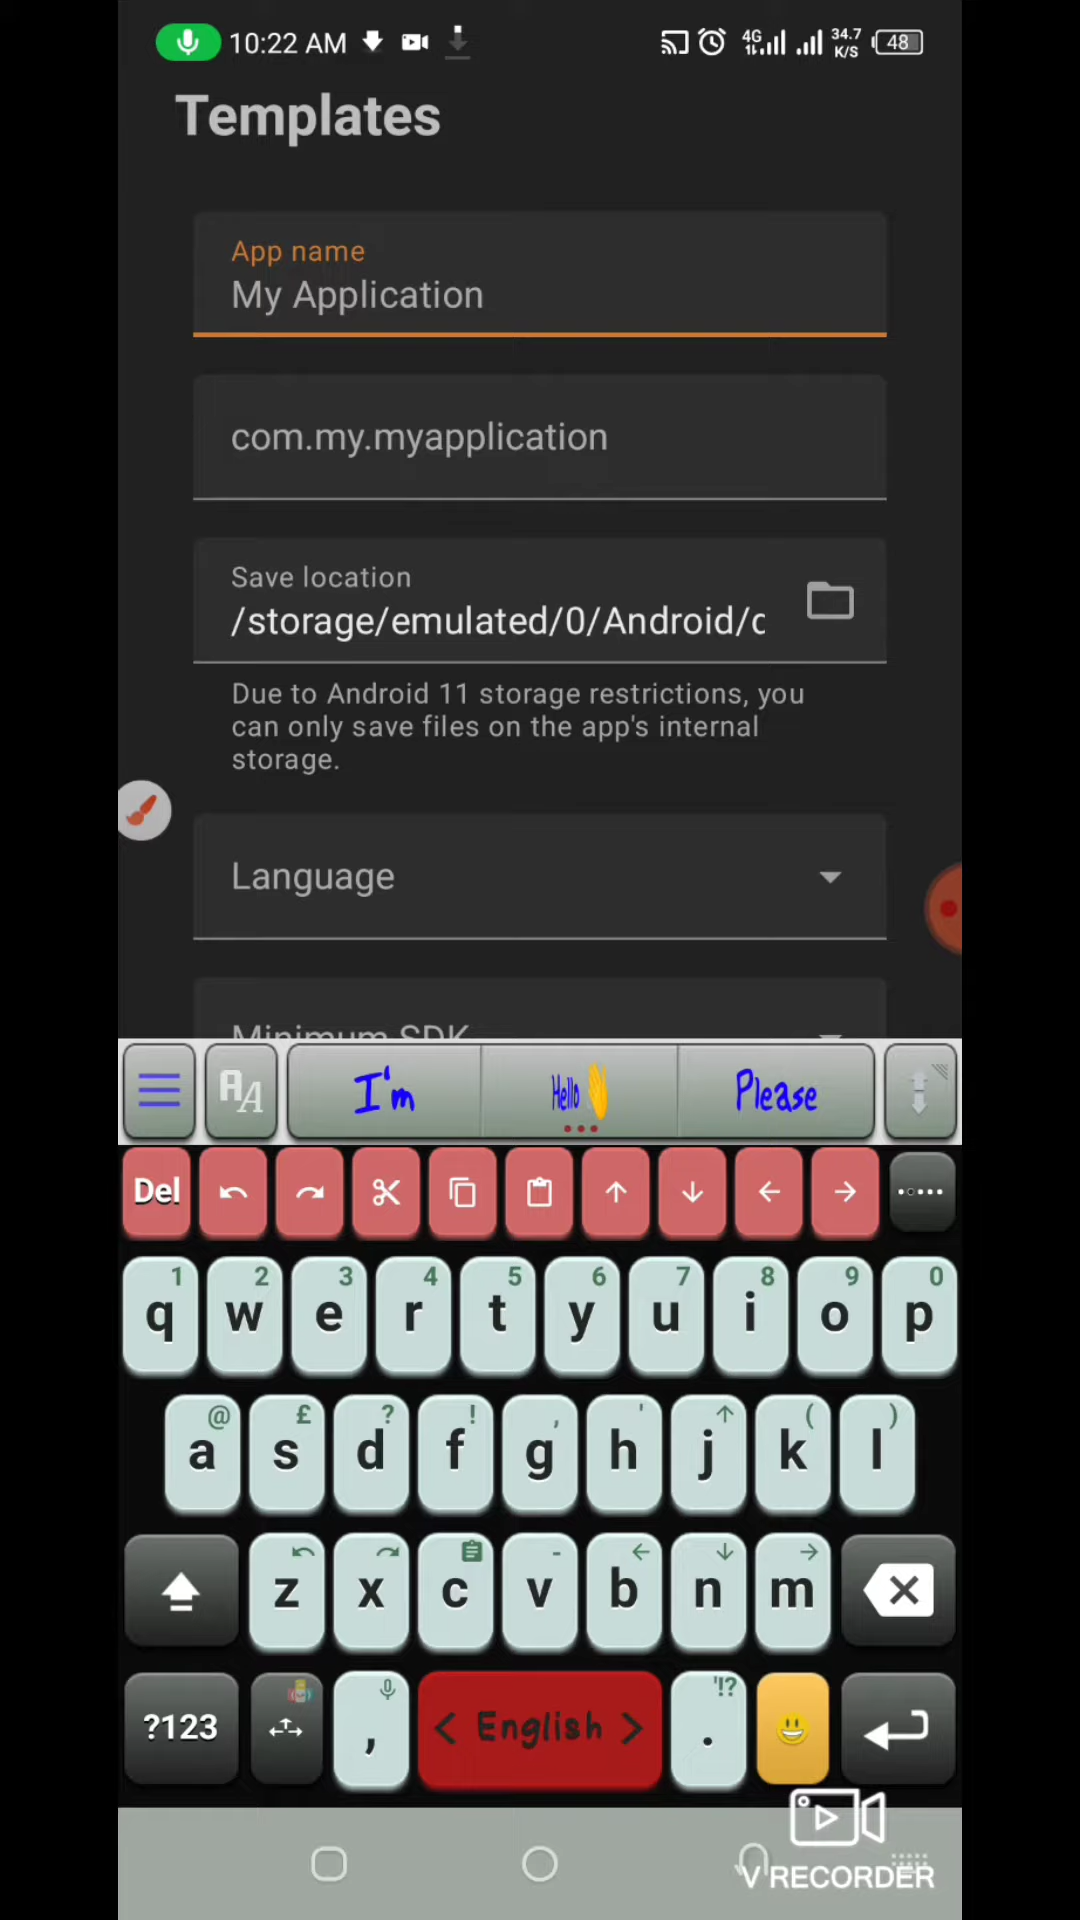 10:22 AM
4G
34.7
K/S
48
Templates
App name
My Application
com.my.myapplication
Save location
/storage/emulated/0/Android/
Due to Android 11 storage restrictions, you
can only save files on the app's internal
storage.
Language
Minimum SDK
AA
I'm
Hello
Please
Del
1 2 3 4 5 6 7 8 9 0
q w e r t y u i o p
@ £ ? ! , ' ( )
a s d f g h j k l
-
z x c v b n m
'!?
?123
,
< English >
.
V RECORDER